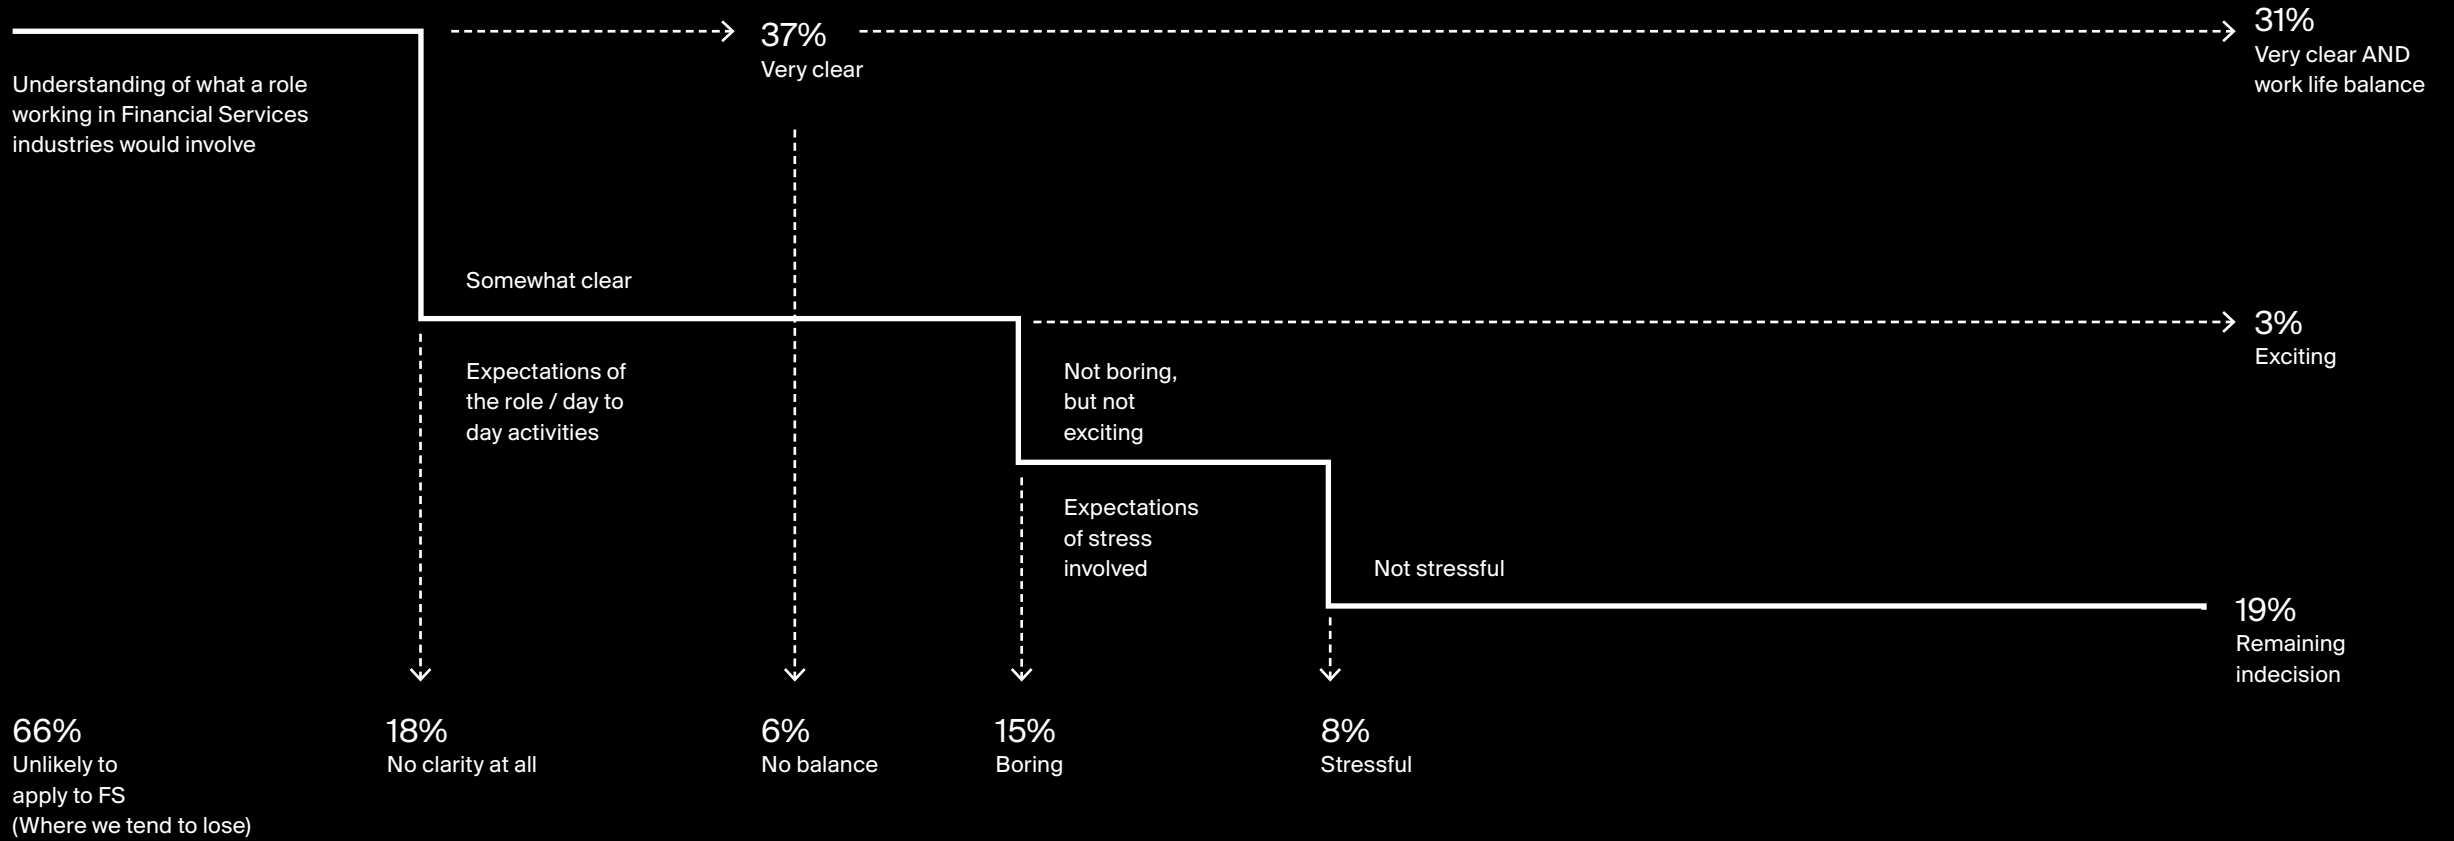 37%
Very clear
31%
Very clear AND
work life balance
Understanding of what a role
working in Financial Services
industries would involve
Somewhat clear
Expectations of
the role / day to
day activities
Not boring,
but not
exciting
3%
Exciting
Expectations
of stress
involved
Not stressful
19%
Remaining
indecision
66%
Unlikely to
apply to FS
(Where we tend to lose)
18%
No clarity at all
6%
No balance
15%
Boring
8%
Stressful